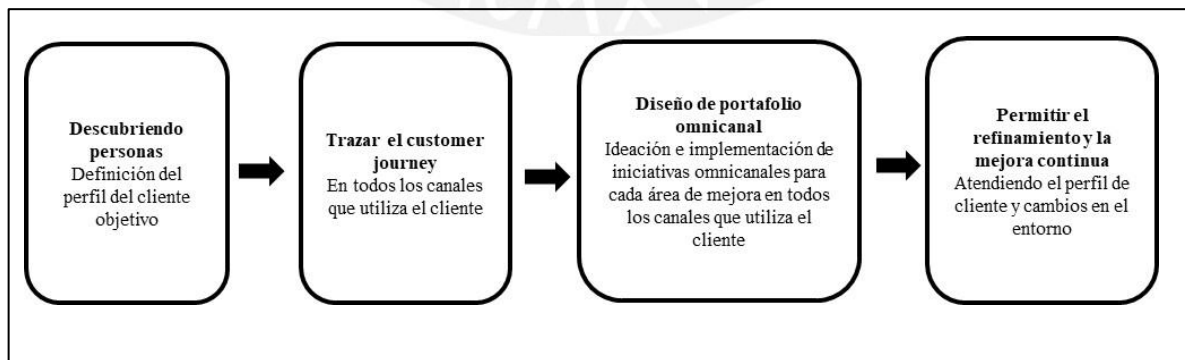 Descubriendo
personas
Definición del
perfil del cliente
objetivo
Trazar el customer
journey
En todos los canales
que utiliza el cliente
Diseño de portafolio
omnicanal
Ideación e implementación de
iniciativas omnicanales para
cada área de mejora en todos
los canales que utiliza el
cliente
Permitir el
refinamiento y la
mejora continua
Atendiendo el perfil de
cliente y cambios en el
entorno